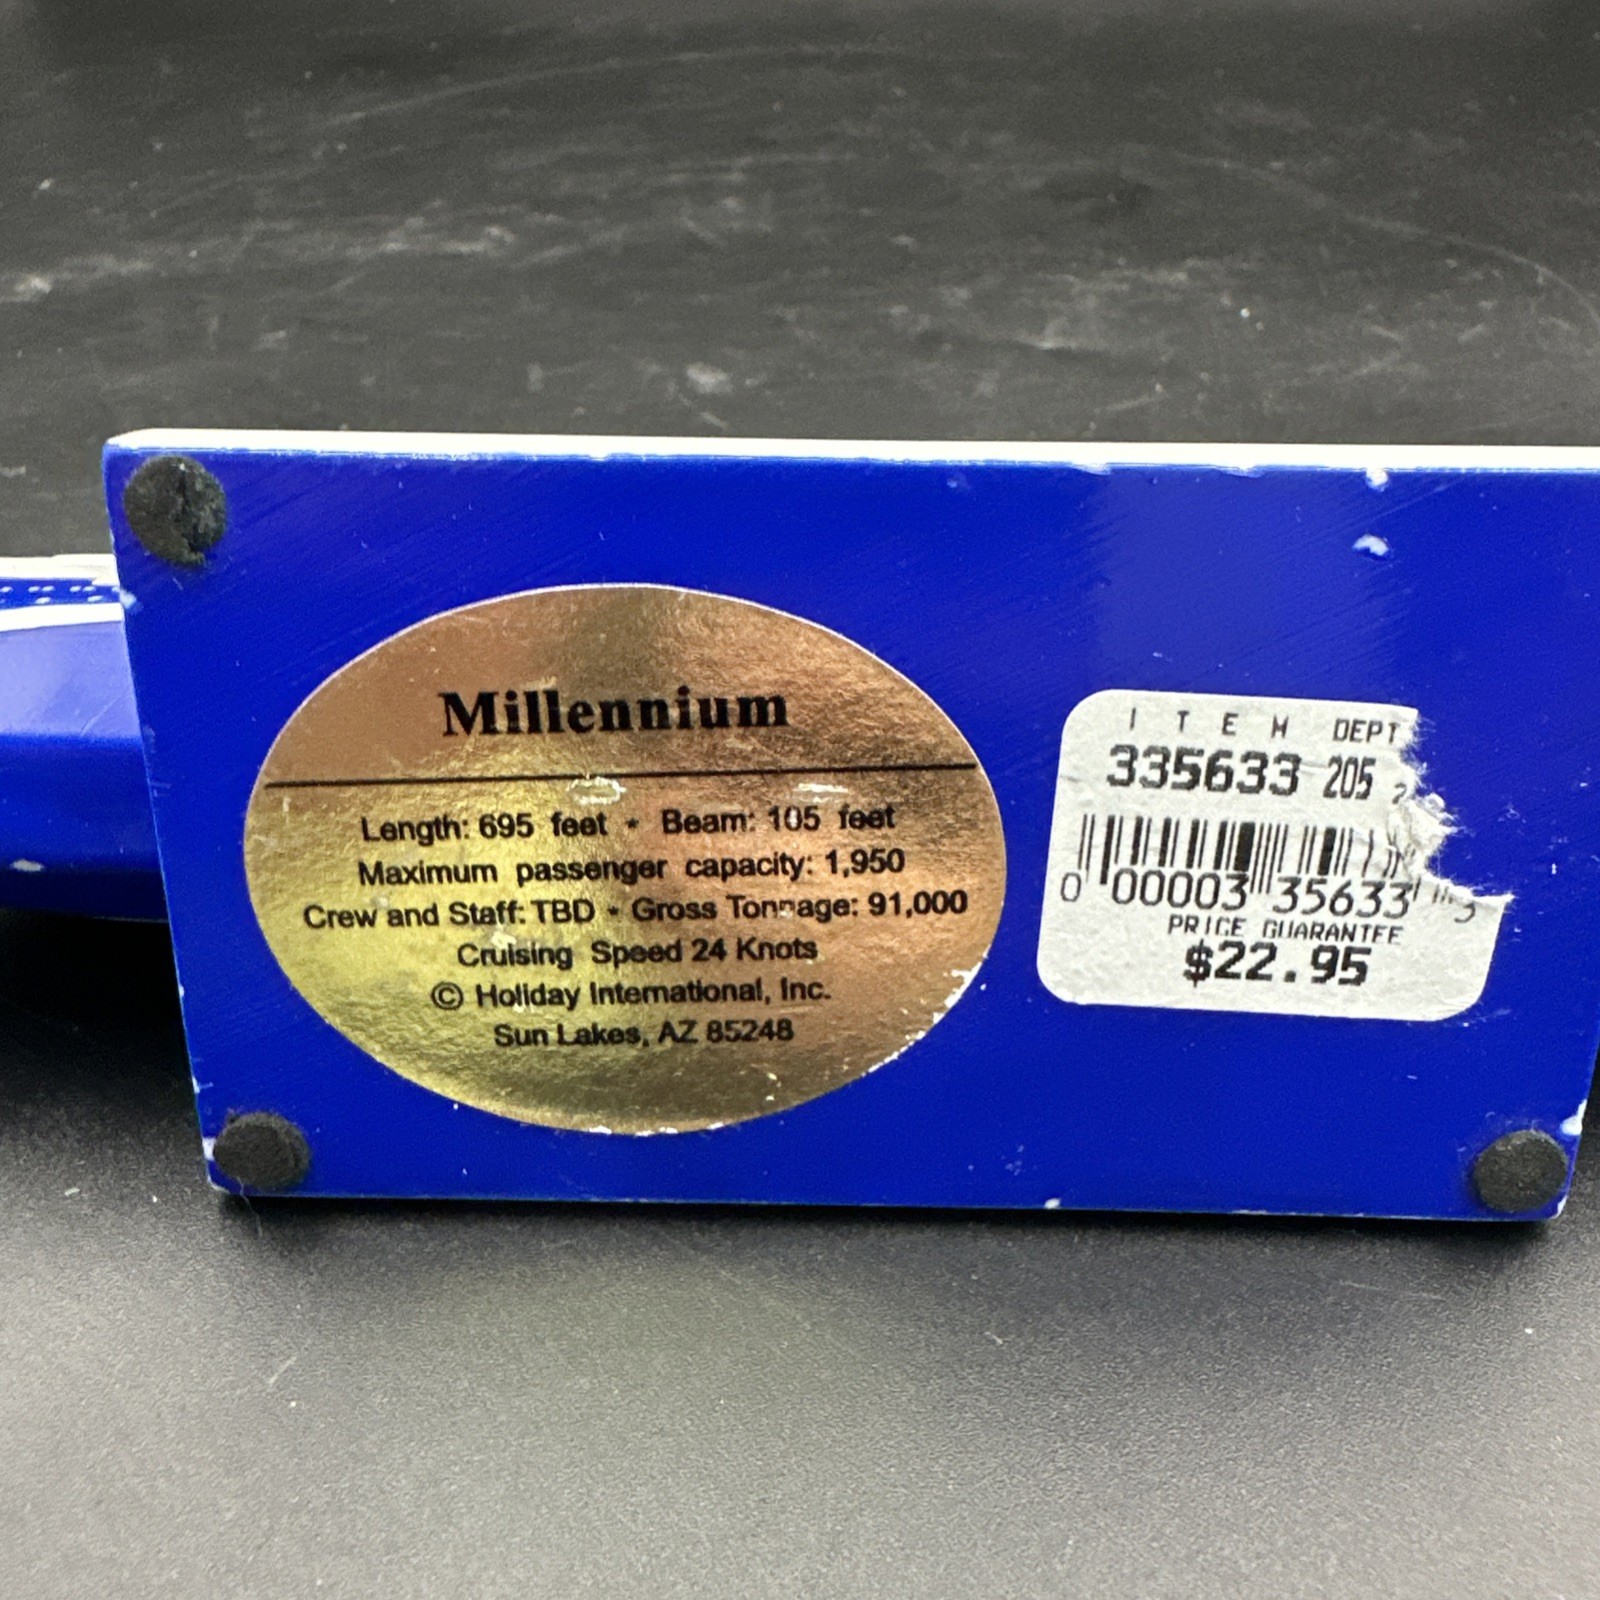 Millennium
Length: 695 feet • Beam: 105 feet
Maximum passenger capacity: 1,950
Crew and Staff: TBD • Gross Tonnage: 91,000
Cruising Speed 24 Knots
© Holiday International, Inc.
Sun Lakes, AZ 85248
ITEM DEPT
335633 205
0 00003 35633 3
PRICE GUARANTEE
$22.95